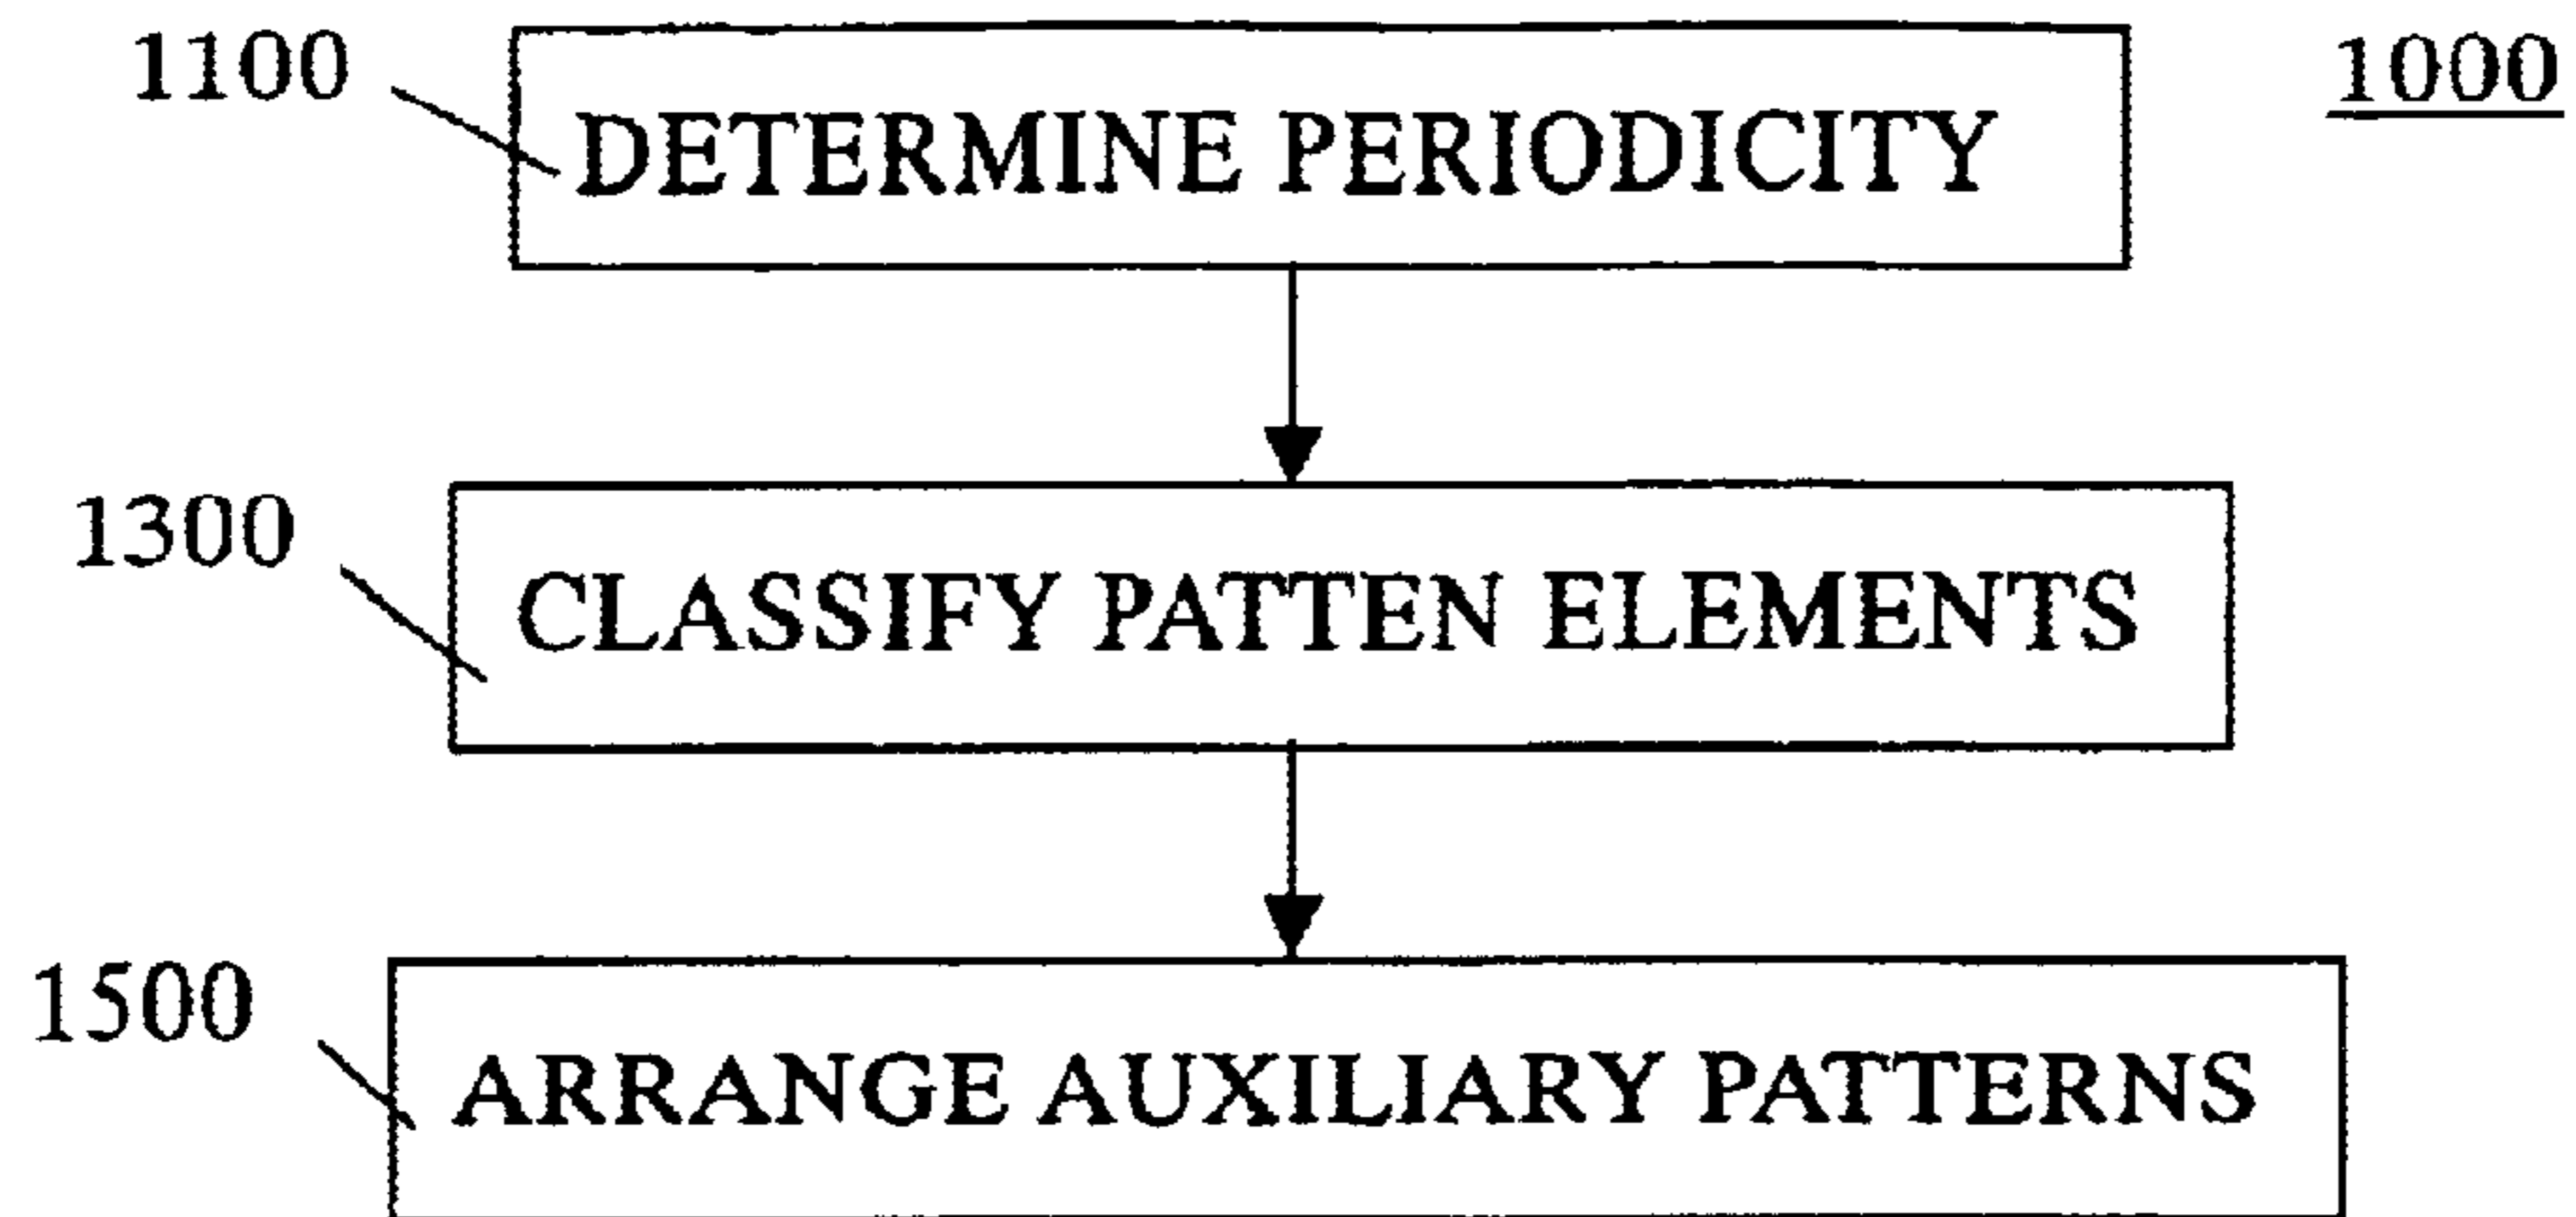 1100
DETERMINE PERIODICITY
1000
1300
CLASSIFY PATTEN ELEMENTS
1500
ARRANGE AUXILIARY PATTERNS